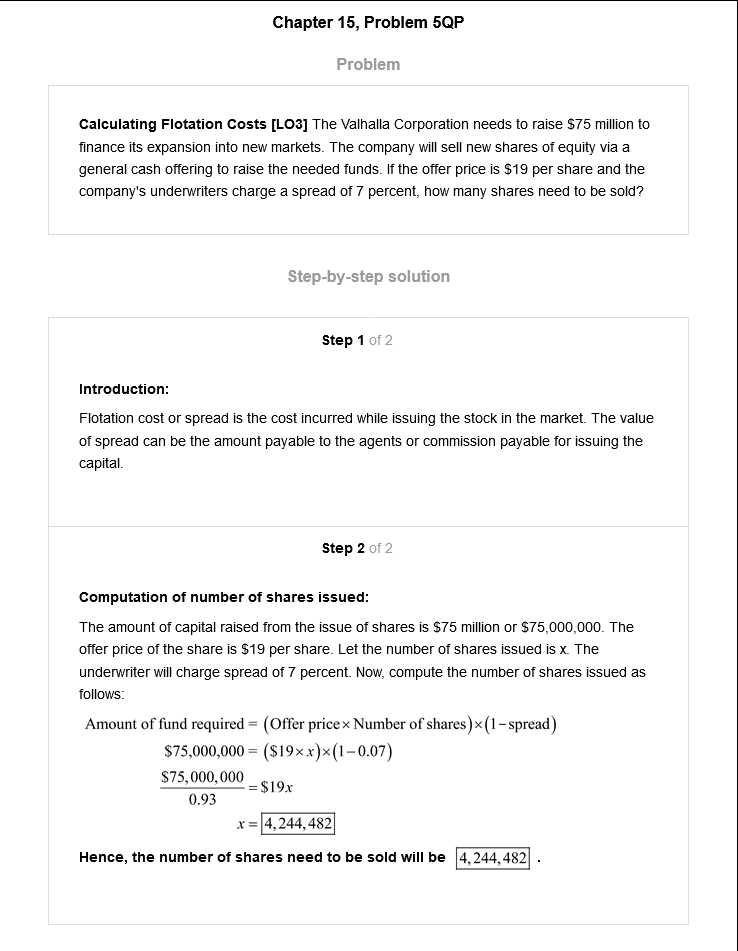 Chapter 15, Problem 5QP
Problem
Calculating Flotation Costs [LO3] The Valhalla Corporation needs to raise $75 million to
finance its expansion into new markets. The company will sell new shares of equity via a
general cash offering to raise the needed funds. If the offer price is $19 per share and the
company's underwriters charge a spread of 7 percent, how many shares need to be sold?
Step-by-step solution
Step 1 of 2
Introduction:
Flotation cost or spread is the cost incurred while issuing the stock in the market. The value
of spread can be the amount payable to the agents or commission payable for issuing the
capital.
Step 2 of 2
Computation of number of shares issued:
The amount of capital raised from the issue of shares is $75 million or $75,000,000. The
offer price of the share is $19 per share. Let the number of shares issued is x. The
underwriter will charge spread of 7 percent. Now, compute the number of shares issued as
follows:
Amount of fund required = (Offer price × Number of shares) × (1 − spread)
$75,000,000 = ($19 × x) × (1 − 0.07)
$75,000,000
0.93
= $19x
x = 4,244,482
Hence, the number of shares need to be sold will be 4,244,482 .